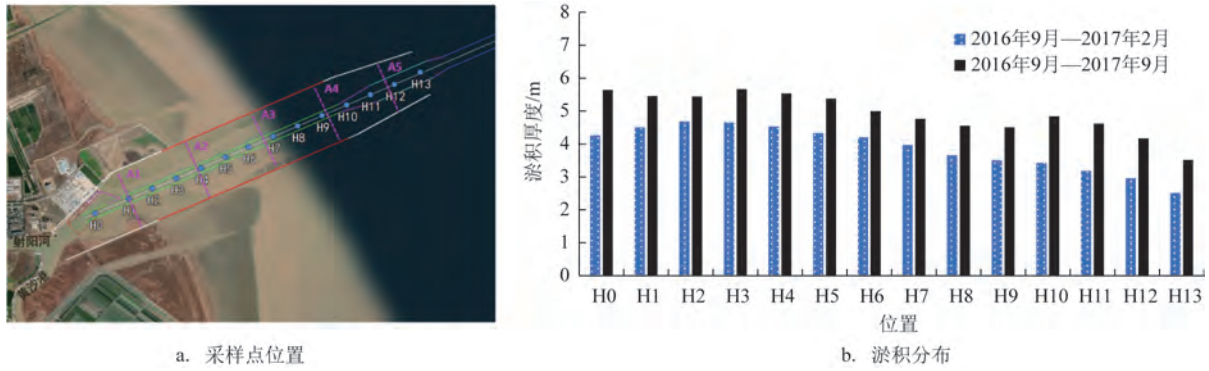 A5
A4
H13
H12
H11
A3
H10
H9
H8
A2
H7
H6
H5
A1
H4
H3
H2
H1
H0
射阳河
a. 采样点位置
8
7
6
5
4
3
2
1
0
淤积厚度/m
2016年9月—2017年2月
2016年9月—2017年9月
H0 H1 H2 H3 H4 H5 H6 H7 H8 H9 H10 H11 H12 H13
位置
b. 淤积分布